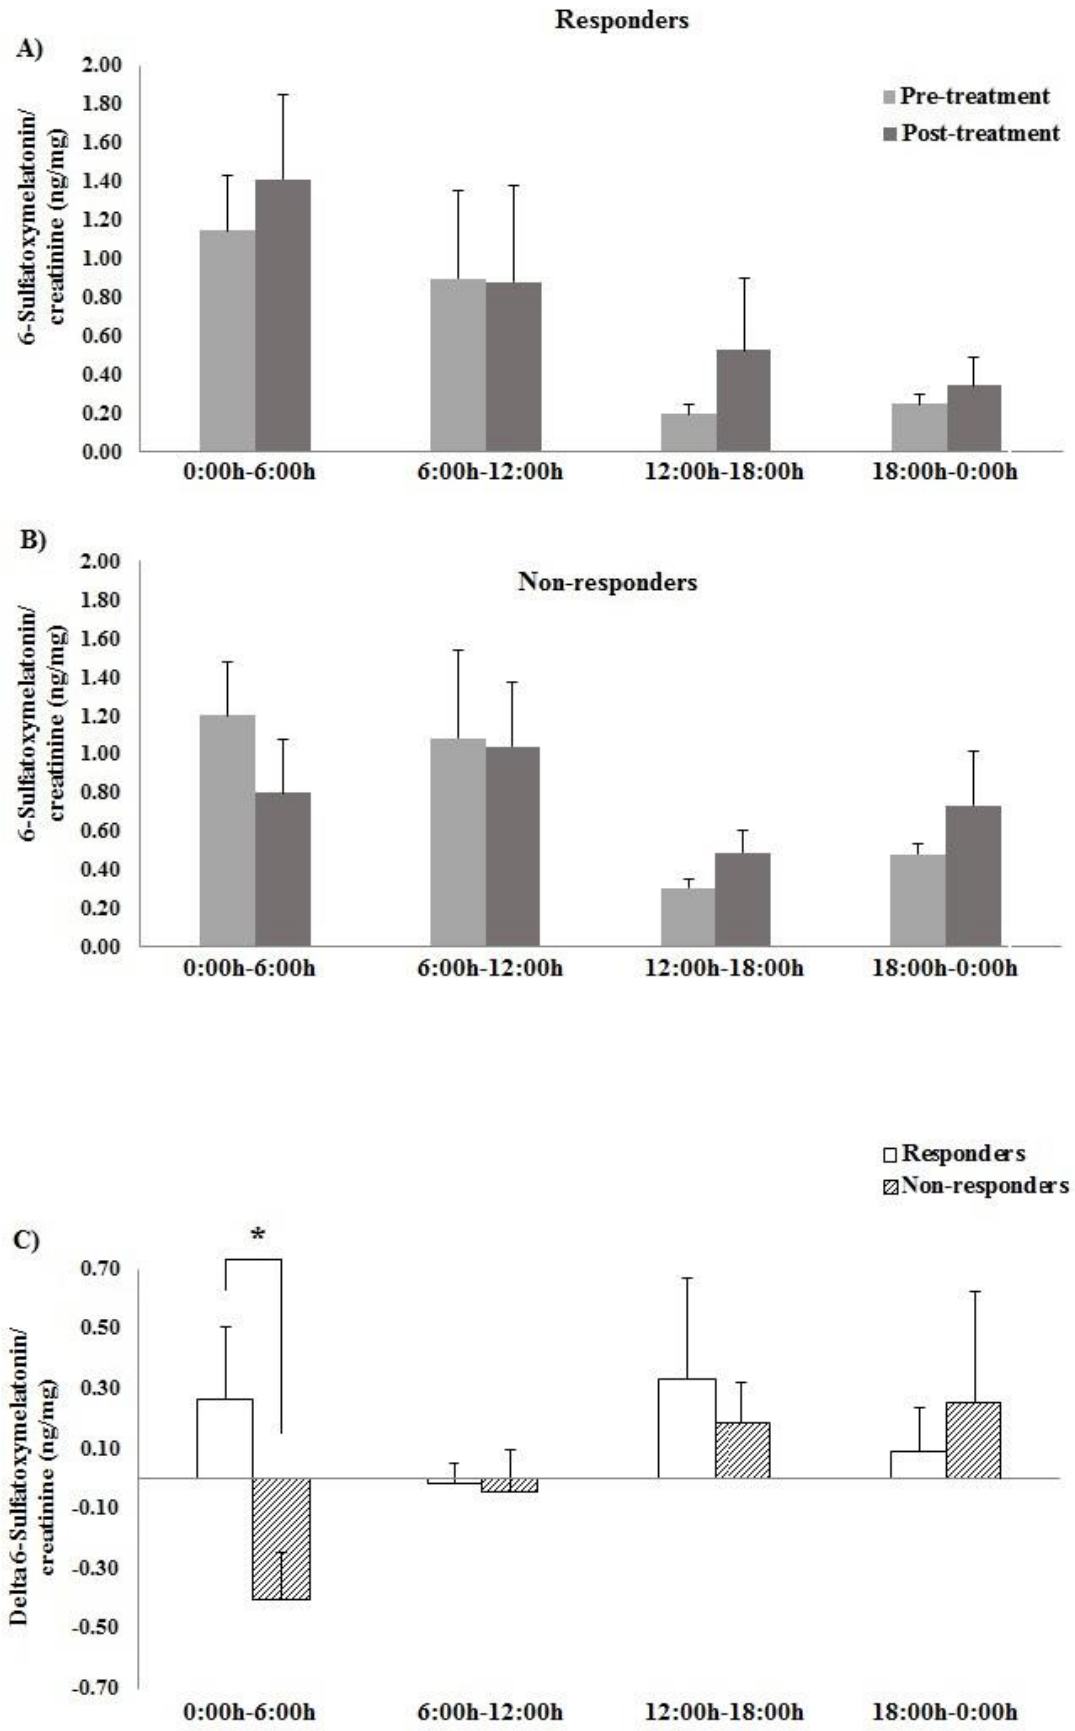 Responders
A)
2.00
1.80
1.60
1.40
1.20
1.00
0.80
0.60
0.40
0.20
0.00
6-Sulfatoxymelatonin/
creatinine (ng/mg)
Pre-treatment
Post-treatment
0:00h-6:00h 6:00h-12:00h 12:00h-18:00h 18:00h-0:00h
B)
Non-responders
2.00
1.80
1.60
1.40
1.20
1.00
0.80
0.60
0.40
0.20
0.00
6-Sulfatoxymelatonin/
creatinine (ng/mg)
0:00h-6:00h 6:00h-12:00h 12:00h-18:00h 18:00h-0:00h
Responders
Non-responders
C)
*
0.70
0.50
0.30
0.10
-0.10
-0.30
-0.50
-0.70
Delta6-Sulfatoxymelatonin/
creatinine (ng/mg)
0:00h-6:00h 6:00h-12:00h 12:00h-18:00h 18:00h-0:00h